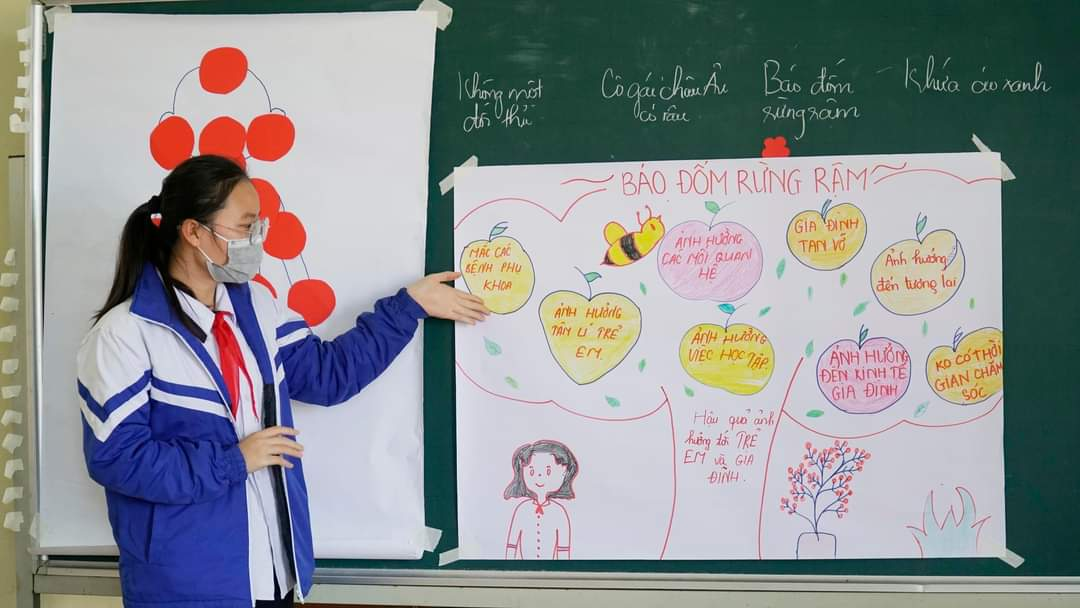 Không một
đối thủ
Cô gái châu Âu
có râu
Báo đốm
rừng rậm
Khứa áo xanh
BÁO ĐỐM RỪNG RẬM
MẮC CÁC
BỆNH PHỤ
KHOA
ẢNH HƯỞNG
TÂM LÍ TRẺ
EM.
ẢNH HƯỞNG
CÁC MỐI QUAN
HỆ
ẢNH HƯỞNG
VIỆC HỌC TẬP.
GIA ĐÌNH
TAN VỠ
Ảnh hưởng
đến tương lai
ẢNH HƯỞNG
ĐẾN KINH TẾ
GIA ĐÌNH
KO CÓ THỜI
GIAN CHĂM
SÓC
Hậu quả ảnh
hưởng tới TRẺ
EM và GIA
ĐÌNH.